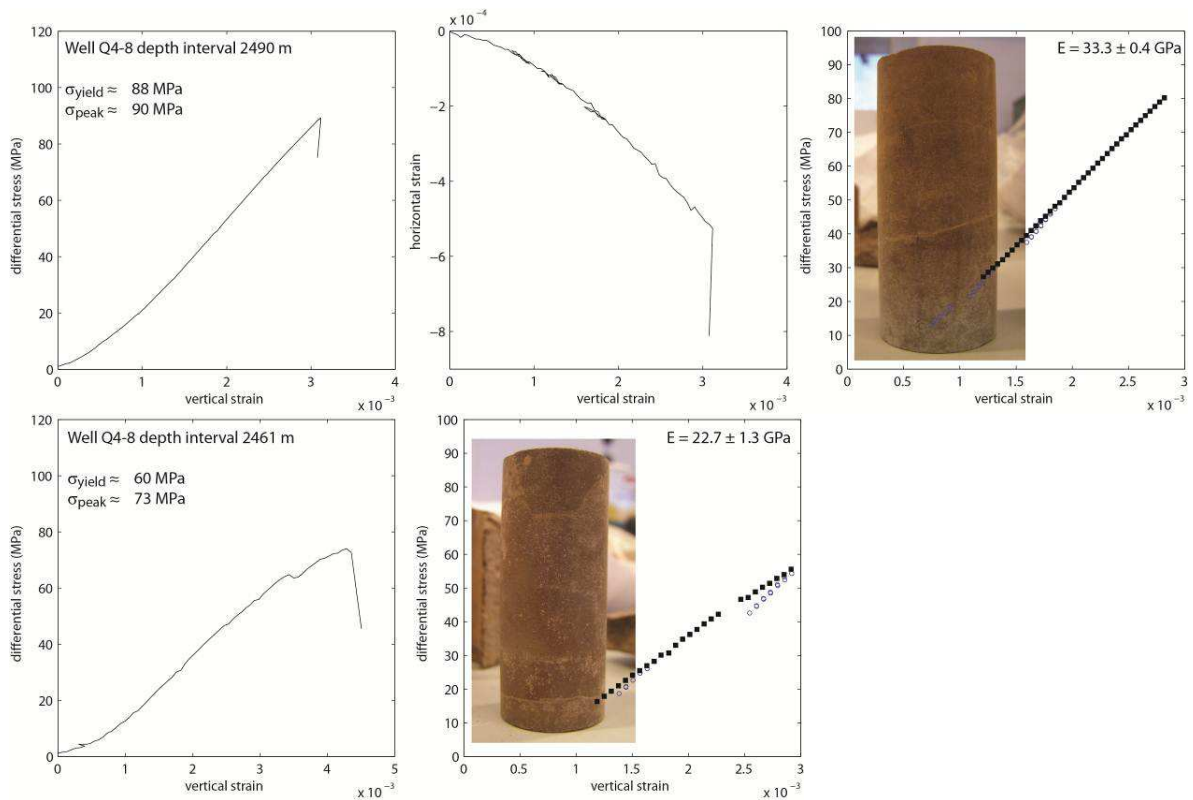 Well Q4-8 depth interval 2490 m
σyield ≈ 88 MPa
σpeak ≈ 90 MPa
differential stress (MPa)
120
100
80
60
40
20
0
0 1 2 3 4
vertical strain
x 10⁻³
x 10⁻⁴
horizontal strain
0
−2
−4
−6
−8
0 1 2 3 4
vertical strain
x 10⁻³
E = 33.3 ± 0.4 GPa
differential stress (MPa)
100
90
80
70
60
50
40
30
20
10
0
0 0.5 1 1.5 2 2.5 3
vertical strain
x 10⁻³
Well Q4-8 depth interval 2461 m
σyield ≈ 60 MPa
σpeak ≈ 73 MPa
differential stress (MPa)
120
100
80
60
40
20
0
0 1 2 3 4 5
vertical strain
x 10⁻³
E = 22.7 ± 1.3 GPa
differential stress (MPa)
100
90
80
70
60
50
40
30
20
10
0
0 0.5 1 1.5 2 2.5 3
vertical strain
x 10⁻³